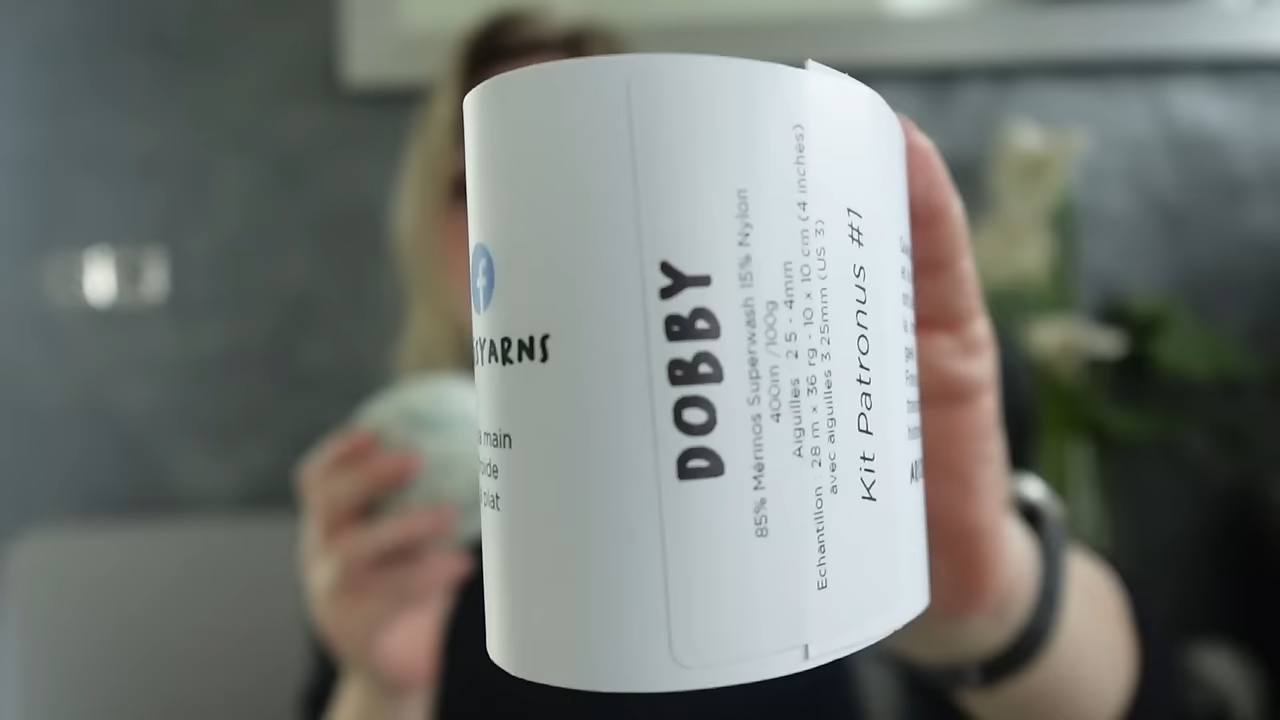 DOBBY
85% Mérinos Superwash 15% Nylon
400m /100g
Aiguilles 2 5 - 4mm
Echantillon : 28 m x 36 rg - 10 x 10 cm (4 inches)
avec aiguilles 3 25mm (US 3)
Kit Patronus #1
f
SYARNS
main
plat